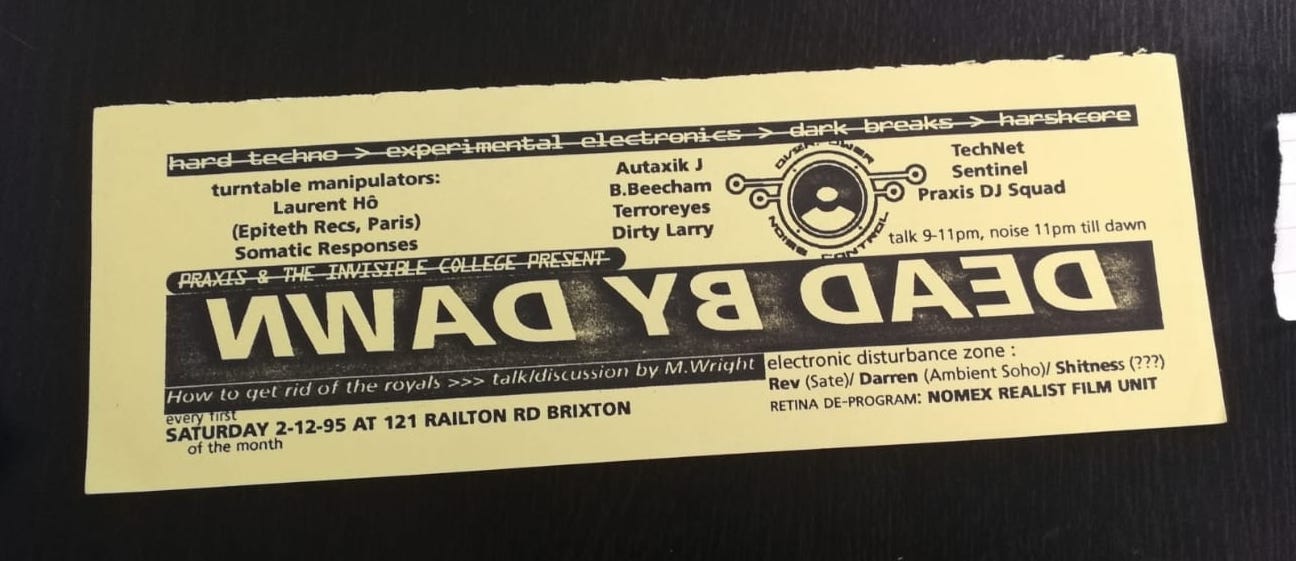 hard techno > experimental electronics > dark breaks > harshcore
turntable manipulators:
Laurent Hô
(Epiteth Recs, Paris)
Somatic Responses
Autaxik J
B.Beecham
Terroreyes
Dirty Larry
OVERPOWER
NOISE CONTROL
TechNet
Sentinel
Praxis DJ Squad
talk 9-11pm, noise 11pm till dawn
PRAXIS & THE INVISIBLE COLLEGE PRESENT
DEAD BY DAWN
How to get rid of the royals >>> talk/discussion by M.Wright
every first
SATURDAY 2-12-95 AT 121 RAILTON RD BRIXTON
of the month
electronic disturbance zone :
Rev (Sate)/ Darren (Ambient Soho)/ Shitness (???)
RETINA DE-PROGRAM: NOMEX REALIST FILM UNIT